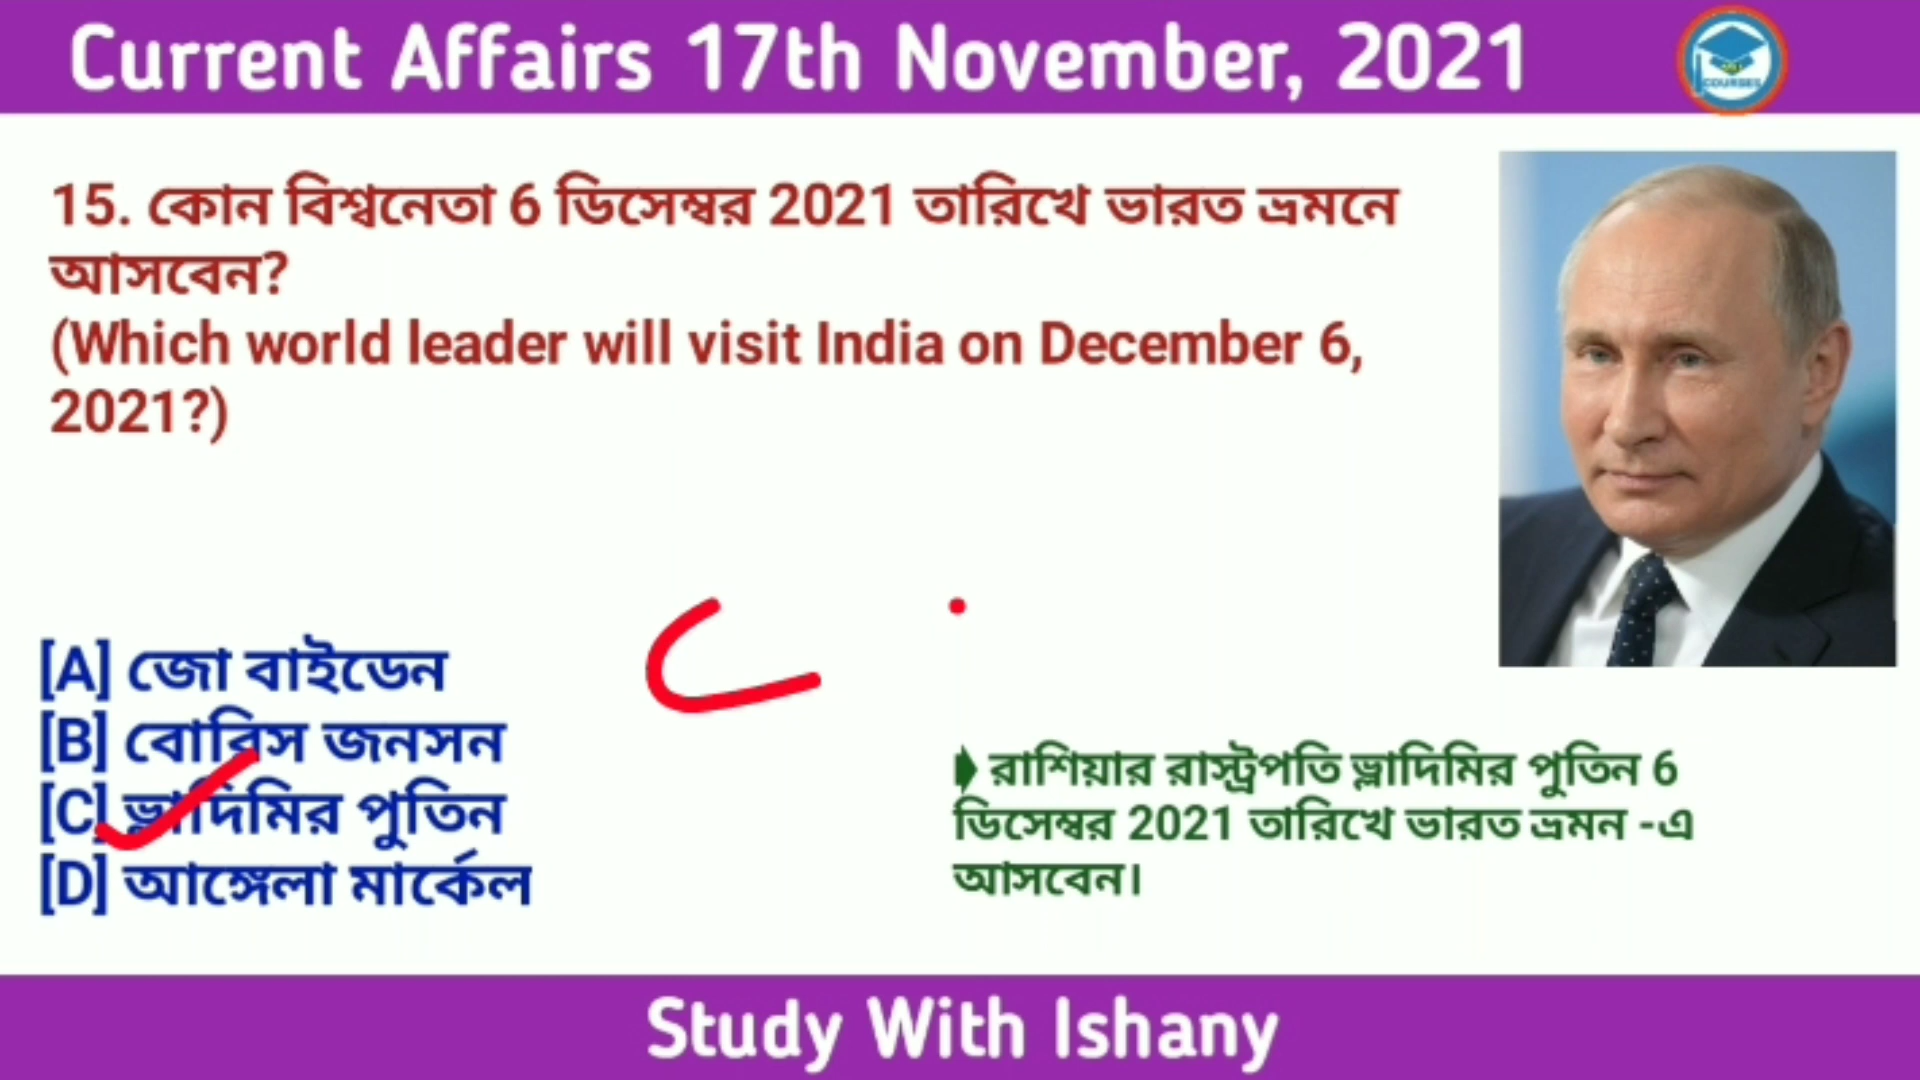 Current Affairs 17th November, 2021
COURSES
15. কোন বিশ্বনেতা 6 ডিসেম্বর 2021 তারিখে ভারত ভ্রমনে
আসবেন?
(Which world leader will visit India on December 6,
2021?)
[A] জো বাইডেন
[B] বোরিস জনসন
[C] ভ্লাদিমির পুতিন
[D] আঙ্গেলা মার্কেল
রাশিয়ার রাস্ট্রপতি ভ্লাদিমির পুতিন 6
ডিসেম্বর 2021 তারিখে ভারত ভ্রমন -এ
আসবেন।
Study With Ishany